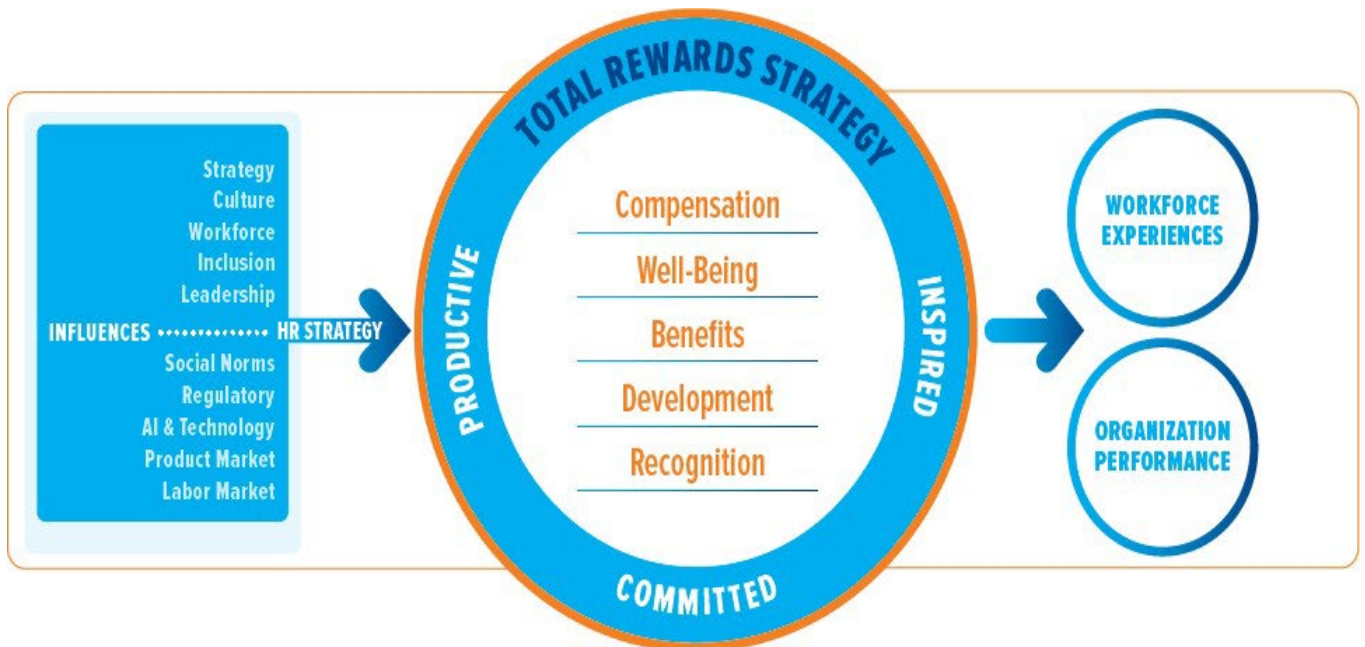 TOTAL REWARDS STRATEGY
Strategy
Culture
Workforce
Inclusion
Leadership
INFLUENCES
HR STRATEGY
Social Norms
Regulatory
AI & Technology
Product Market
Labor Market
PRODUCTIVE
Compensation
Well-Being
Benefits
Development
Recognition
INSPIRED
COMMITTED
WORKFORCE
EXPERIENCES
ORGANIZATION
PERFORMANCE